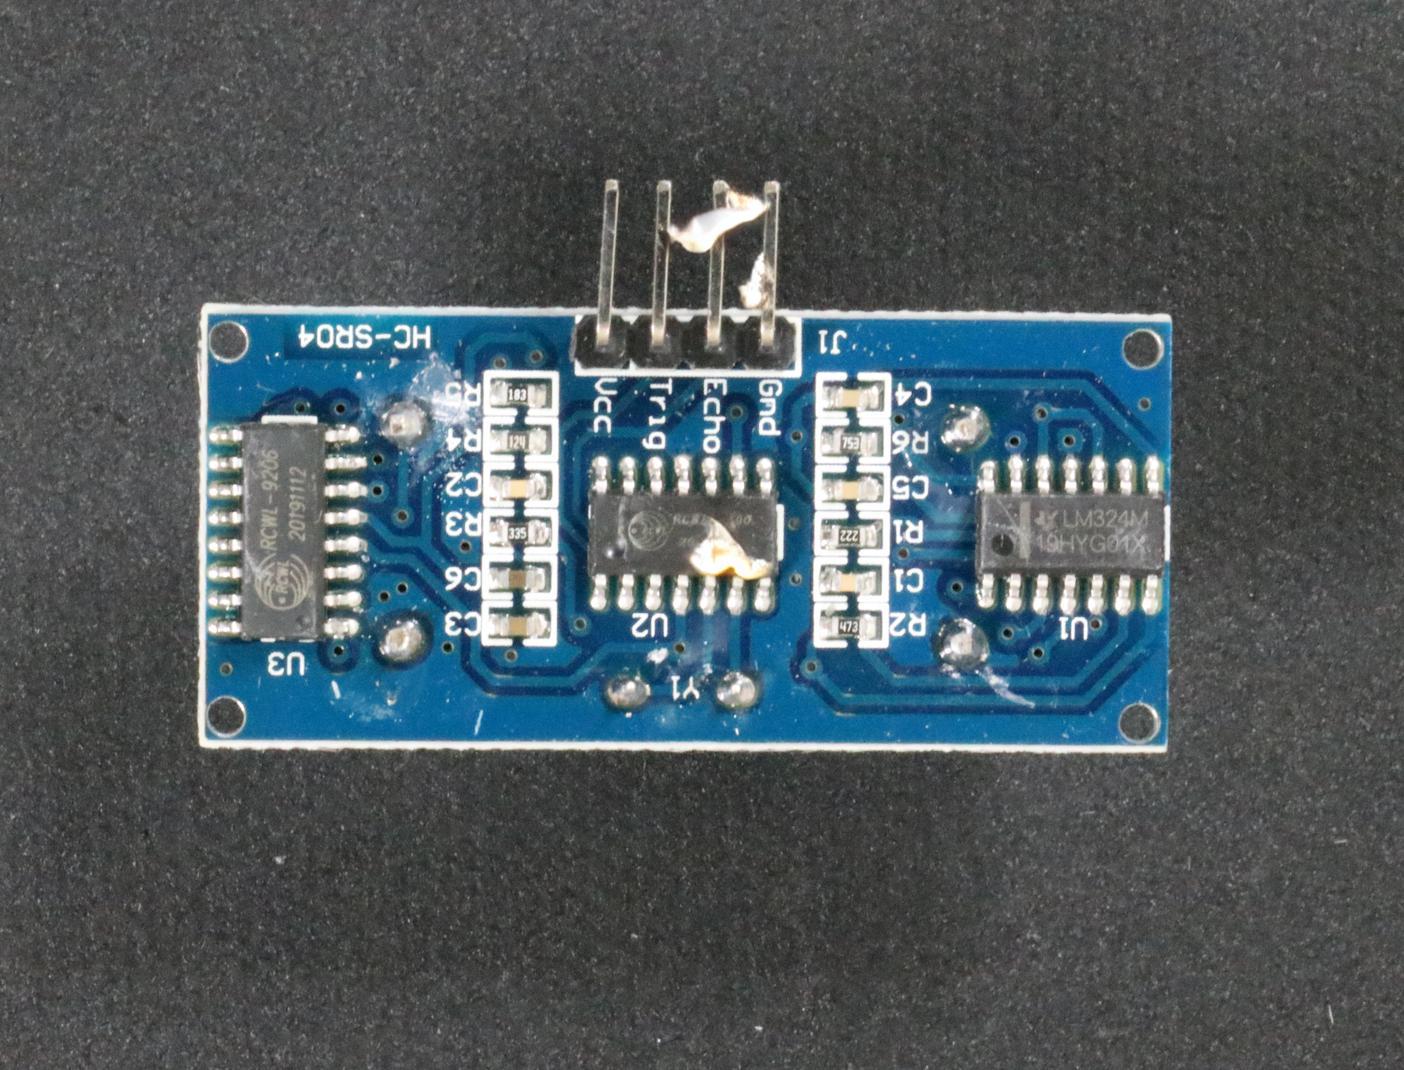 HC-SR04
J1
Vcc
Trig
Echo
Gnd
R5
183
R4
124
C2
R3
335
C6
C3
C4
R6
753
C5
R1
222
C1
R2
473
RCWL-9206
20191112
RCWL
U3
U2
Y1
LM324M
19HYG01X
U1